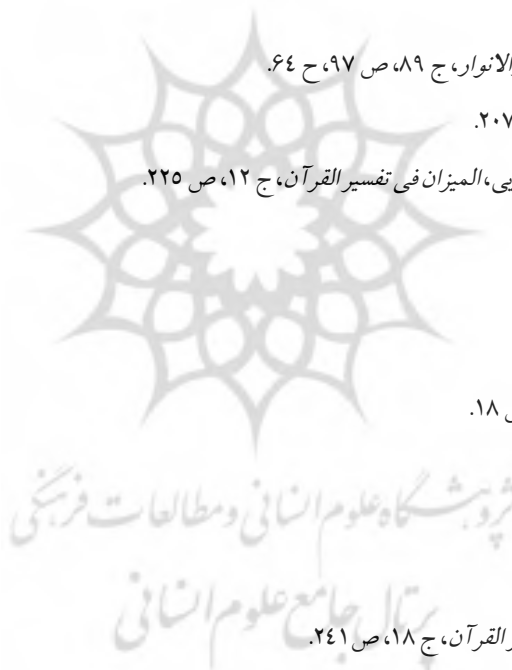 الانوار، ج ۸۹، ص ۹۷، ح ٦٤.
۲۰۷.
یی، المیزان فی تفسیر القرآن، ج ۱۲، ص ۲۲۵.
۱۸.
پژوهشگاه علوم انسانی و مطالعات فرهنگی
پرتال جامع علوم انسانی
القرآن، ج ۱۸، ص ۲٤۱.